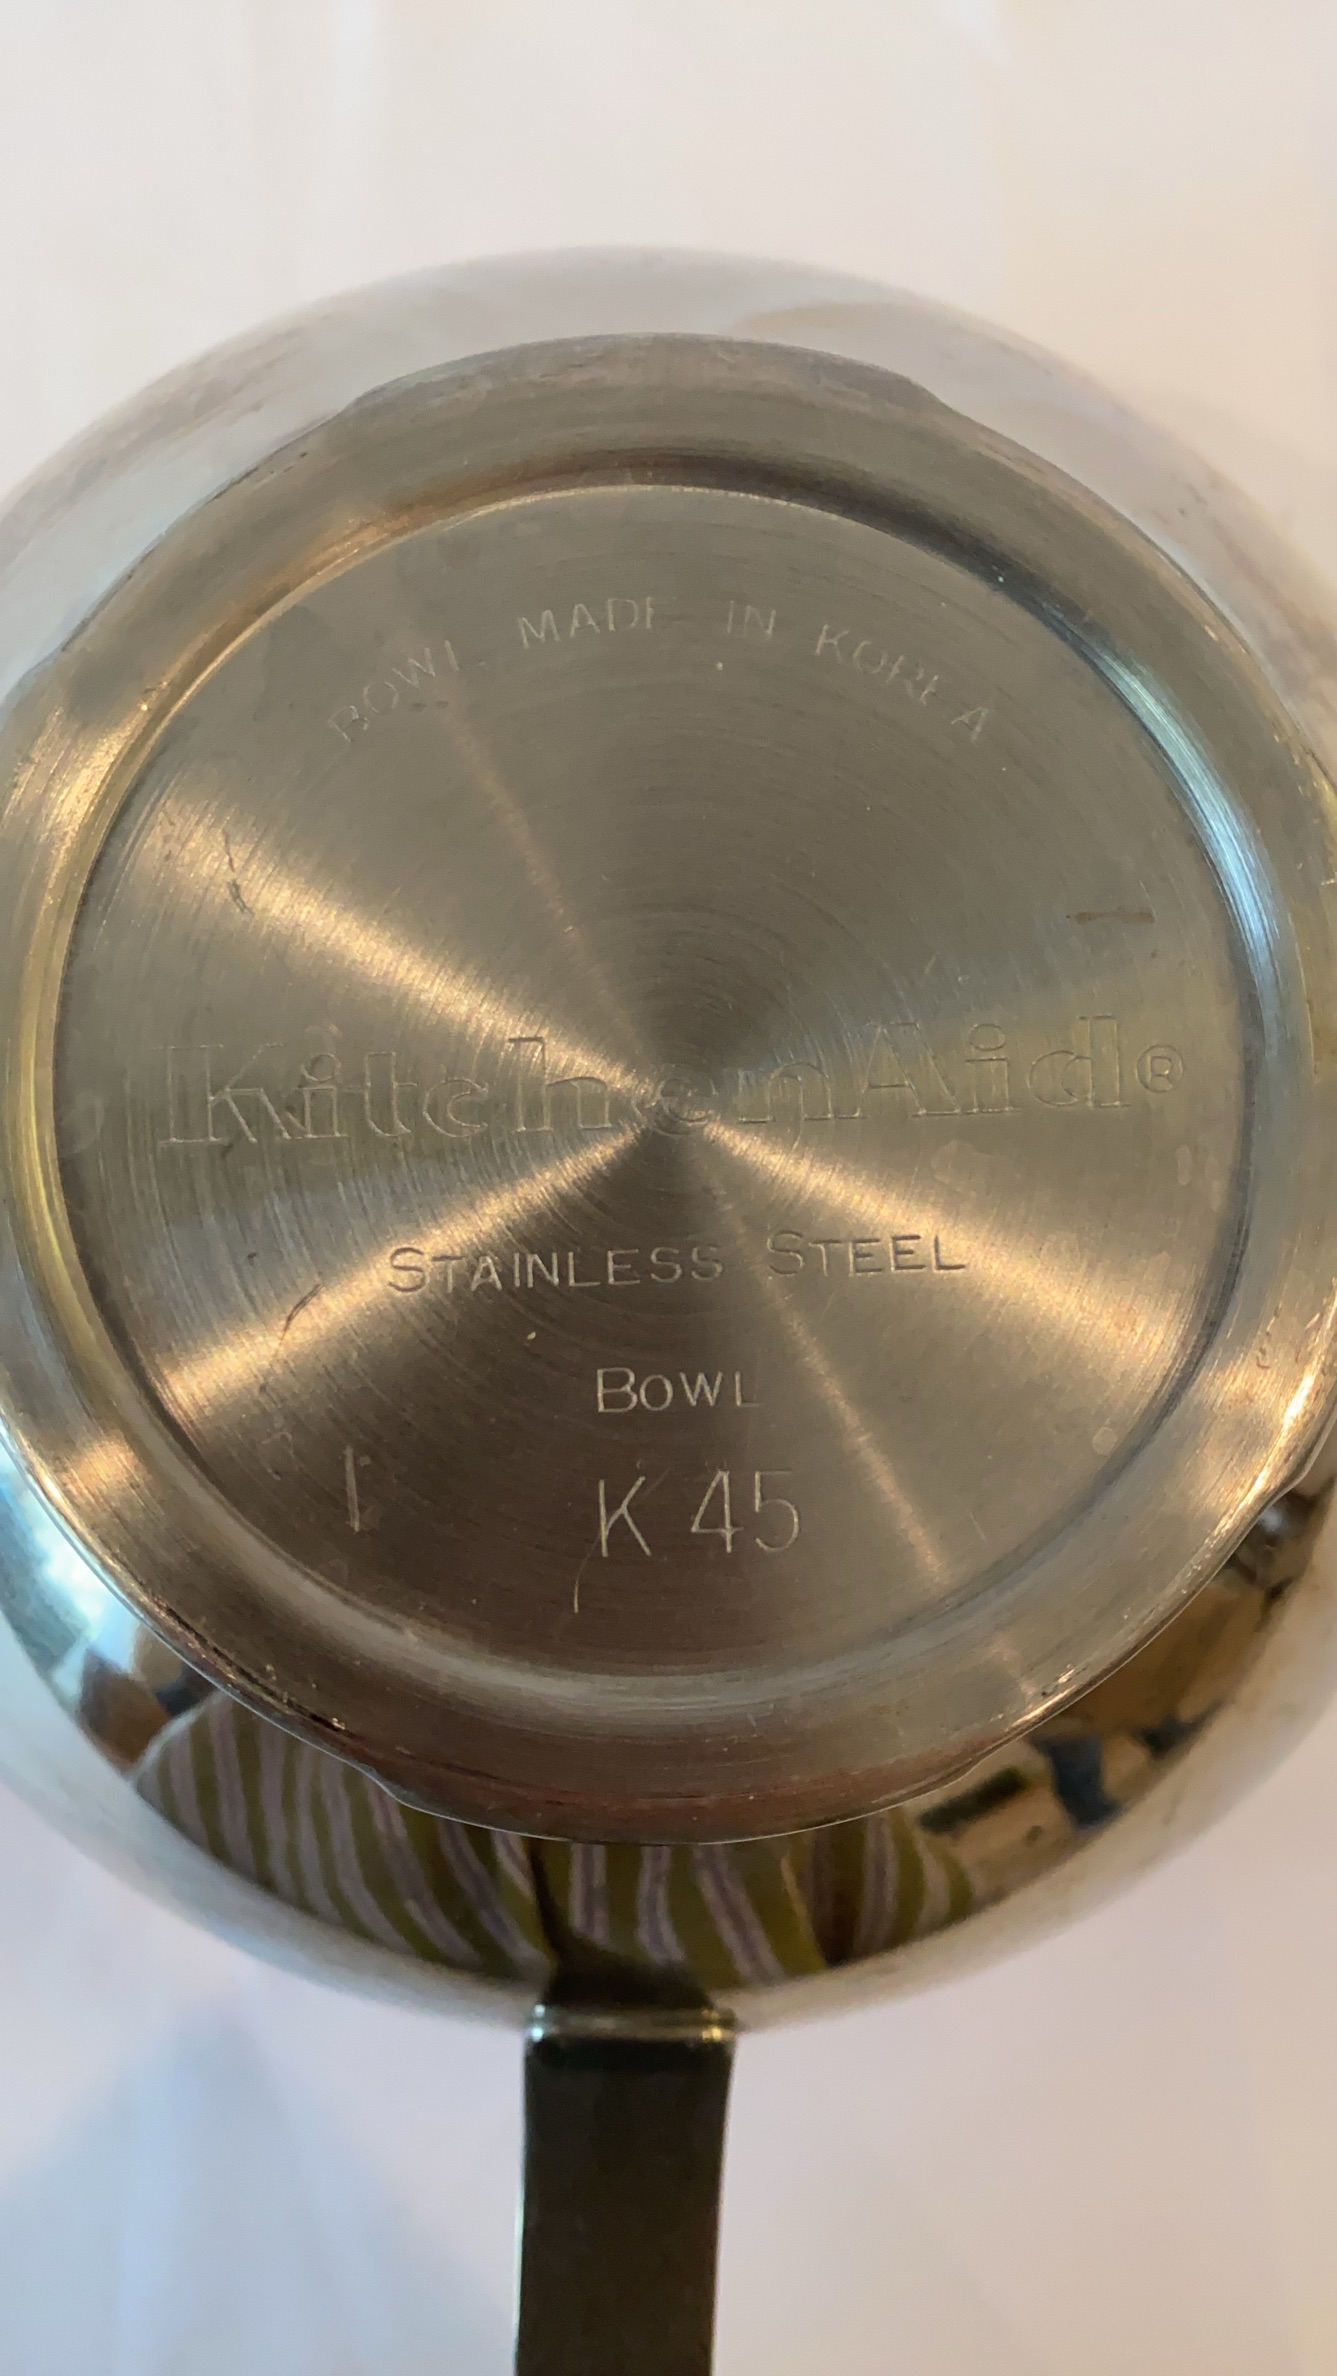 BOWL MADE IN KOREA
KitchenAid®
STAINLESS STEEL
BOWL
K 45